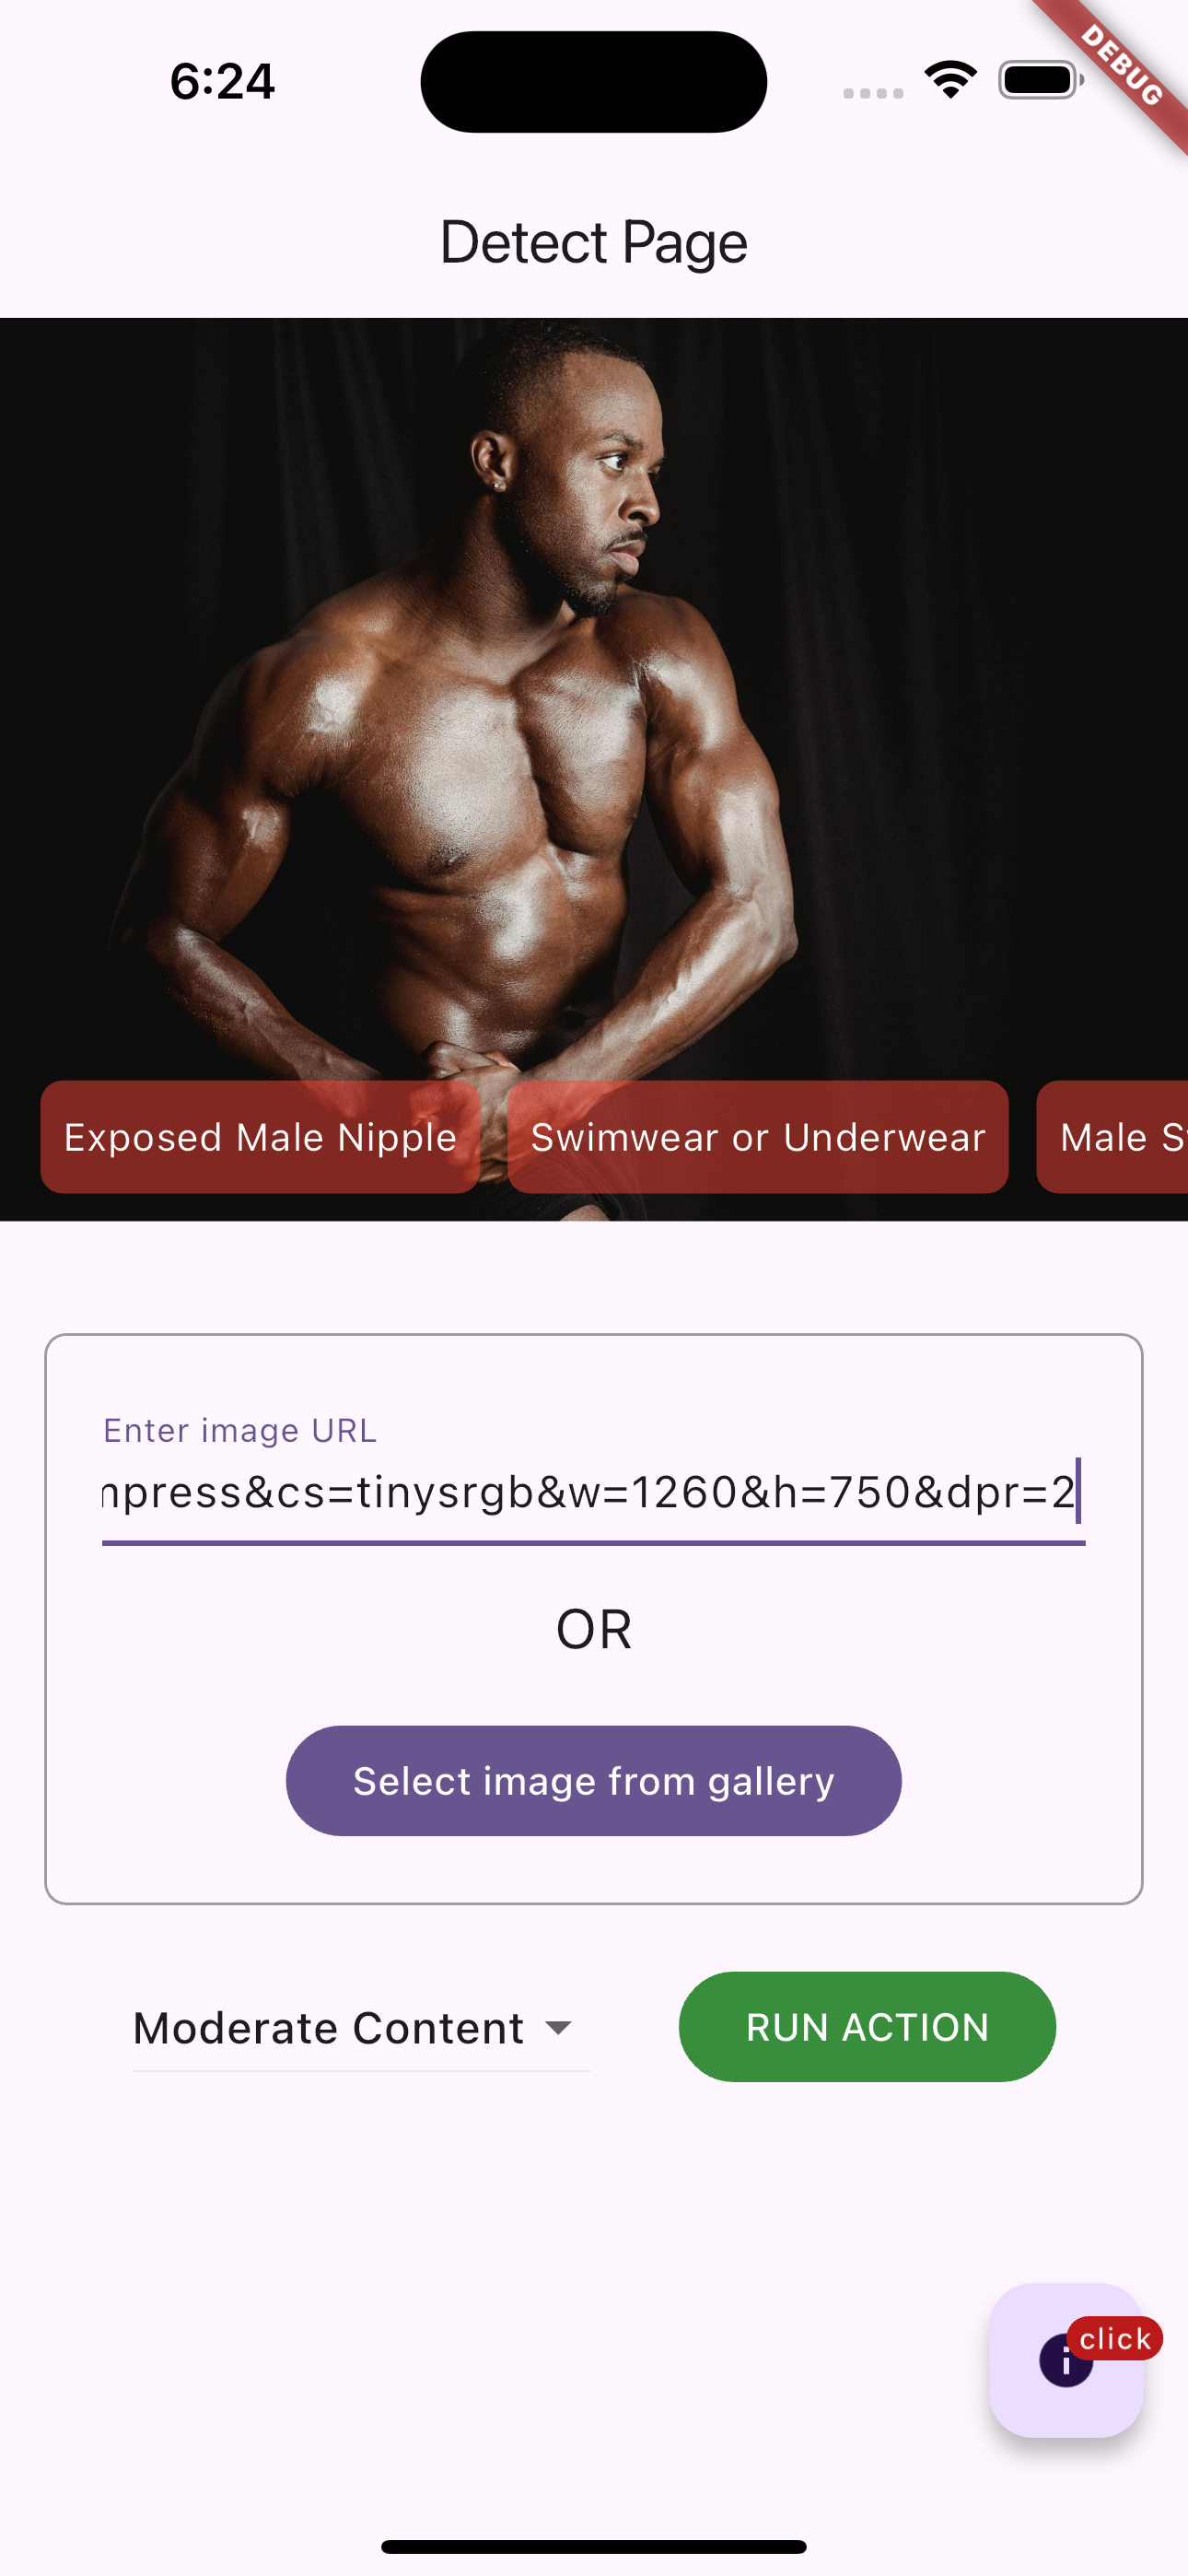 6:24
DEBUG
Detect Page
Exposed Male Nipple
Swimwear or Underwear
Male
Enter image URL
npress&cs=tinysrgb&w=1260&h=750&dpr=2
OR
Select image from gallery
Moderate Content
RUN ACTION
click